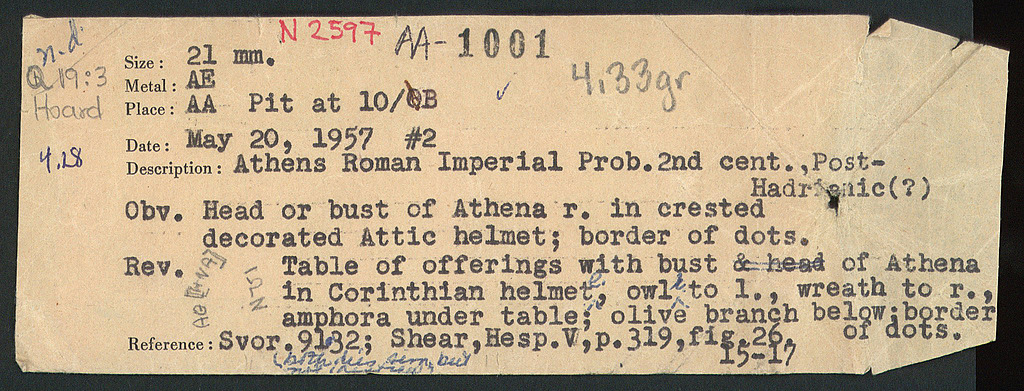 N 2597 AA-1001
n.d.
Size: 21 mm.
4,33gr
Q 19:3
Metal: AE
Hoard
Place: AA Pit at 10/ΘB
4.28
Date: May 20, 1957 #2
Description: Athens Roman Imperial Prob.2nd cent.,Post-
Hadrianic(?)
Obv. Head or bust of Athena r. in crested
decorated Attic helmet; border of dots.
Rev. Table of offerings with bust & head of Athena
in Corinthian helmet, owl to l., wreath to r.,
amphora under table; olive branch below;border
of dots.
Reference: Svor. 9132; Shear,Hesp.V,p.319,fig.26.
15-17